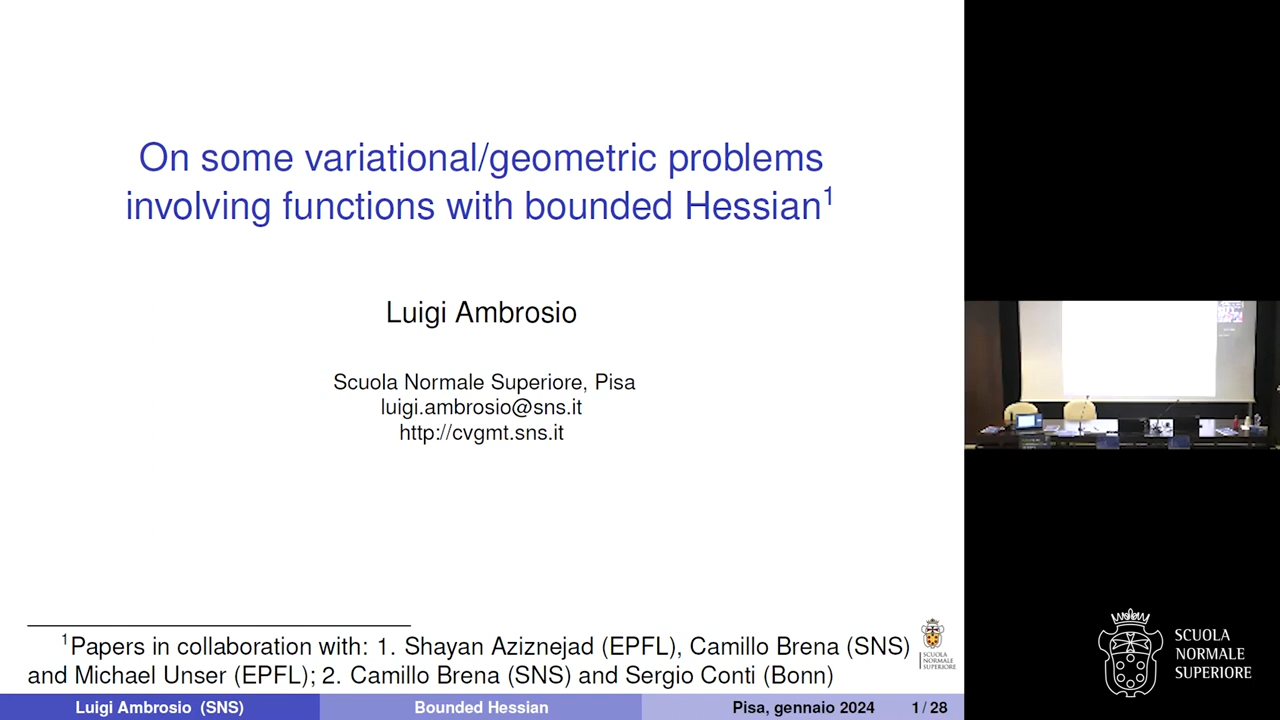 On some variational/geometric problems
involving functions with bounded Hessian1
Luigi Ambrosio
Scuola Normale Superiore, Pisa
luigi.ambrosio@sns.it
http://cvgmt.sns.it
1Papers in collaboration with: 1. Shayan Aziznejad (EPFL), Camillo Brena (SNS)
and Michael Unser (EPFL); 2. Camillo Brena (SNS) and Sergio Conti (Bonn)
SCUOLA
NORMALE
SUPERIORE
Luigi Ambrosio (SNS)
Bounded Hessian
Pisa, gennaio 2024
1 / 28
SCUOLA
NORMALE
SUPERIORE